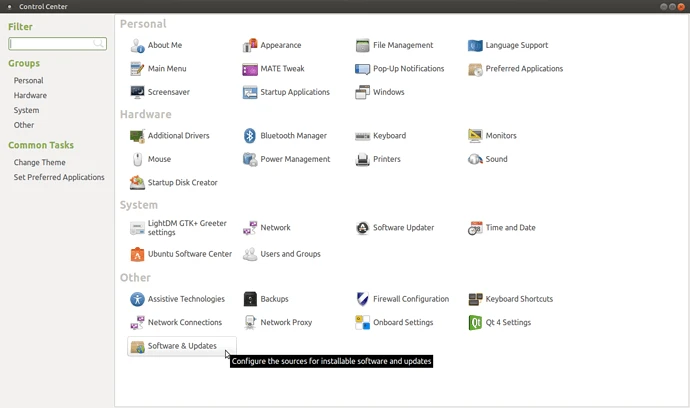 Control Center
Filter
Groups
Personal
Hardware
System
Other
Common Tasks
Change Theme
Set Preferred Applications
Personal
About Me
Appearance
File Management
Language Support
Main Menu
MATE Tweak
Pop-Up Notifications
Preferred Applications
Screensaver
Startup Applications
Windows
Hardware
Additional Drivers
Bluetooth Manager
Keyboard
Monitors
Mouse
Power Management
Printers
Sound
Startup Disk Creator
System
LightDM GTK+ Greeter
settings
Network
Software Updater
Time and Date
Ubuntu Software Center
Users and Groups
Other
Assistive Technologies
Backups
Firewall Configuration
Keyboard Shortcuts
Network Connections
Network Proxy
Onboard Settings
Qt 4 Settings
Software & Updates
Configure the sources for installable software and updates